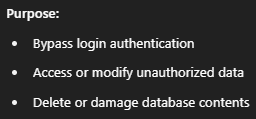 Purpose:
• Bypass login authentication
• Access or modify unauthorized data
• Delete or damage database contents